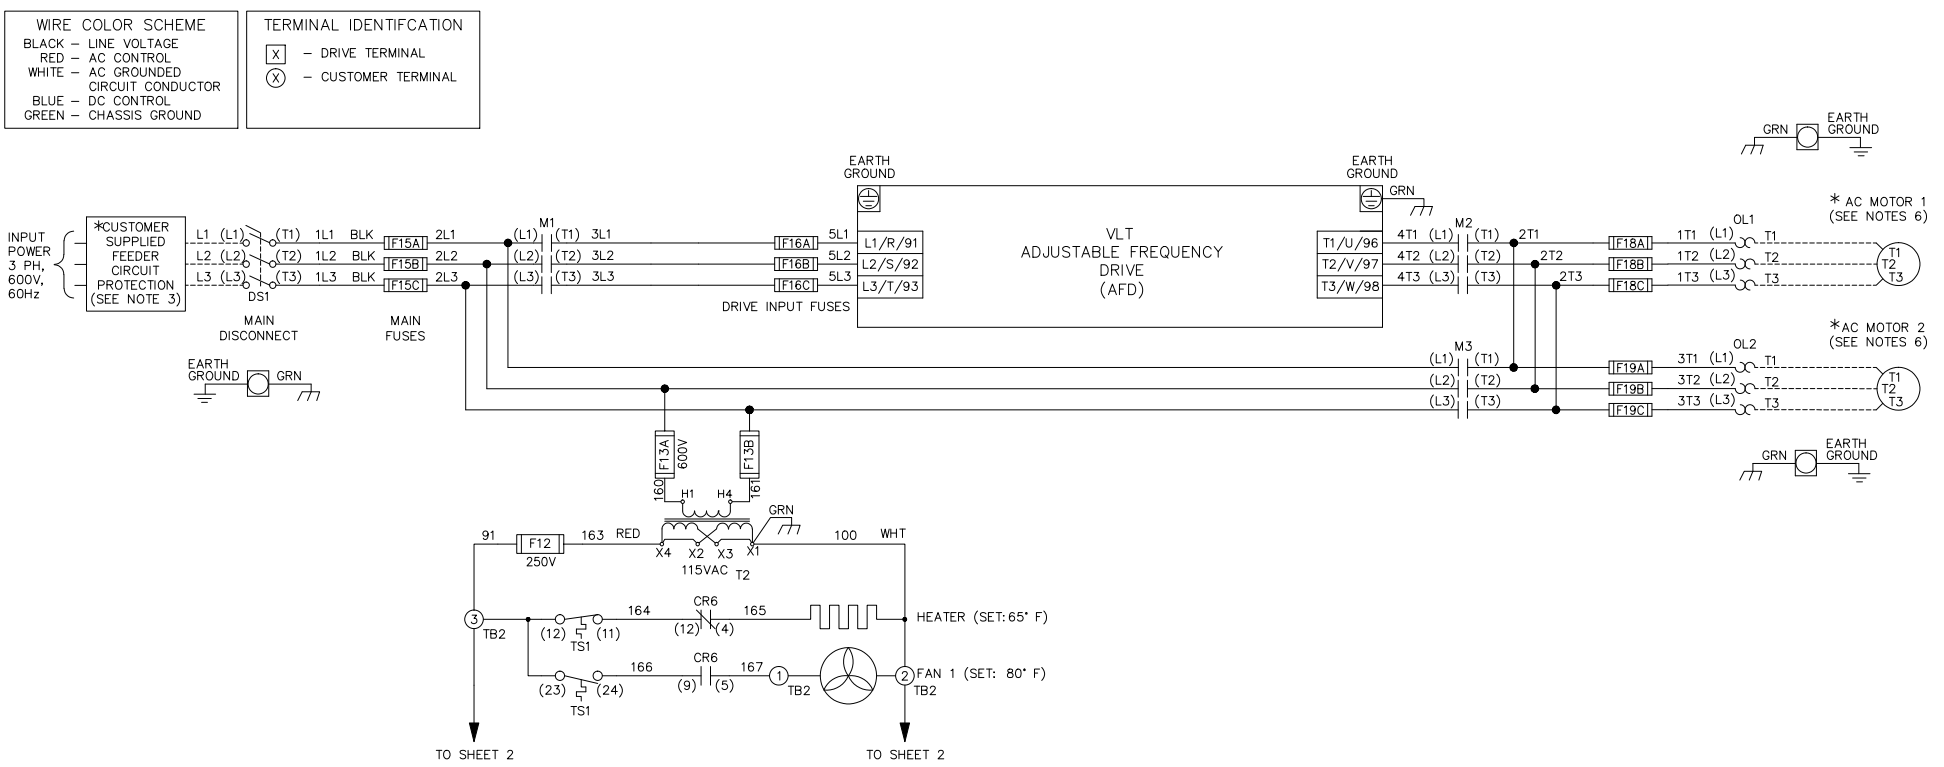 WIRE COLOR SCHEME
BLACK – LINE VOLTAGE
RED – AC CONTROL
WHITE – AC GROUNDED
CIRCUIT CONDUCTOR
BLUE – DC CONTROL
GREEN – CHASSIS GROUND
TERMINAL IDENTIFCATION
X – DRIVE TERMINAL
X – CUSTOMER TERMINAL
GRN
EARTH
GROUND
EARTH
GROUND
EARTH
GROUND
GRN
INPUT
POWER
3 PH,
600V,
60Hz
*CUSTOMER
SUPPLIED
FEEDER
CIRCUIT
PROTECTION
(SEE NOTE 3)
L1 (L1) (T1) 1L1 BLK F15A 2L1 (L1) M1 (T1) 3L1 F16A 5L1 L1/R/91
L2 (L2) (T2) 1L2 BLK F15B 2L2 (L2) (T2) 3L2 F16B 5L2 L2/S/92
L3 (L3) (T3) 1L3 BLK F15C 2L3 (L3) (T3) 3L3 F16C 5L3 L3/T/93
DS1
MAIN
DISCONNECT
MAIN
FUSES
DRIVE INPUT FUSES
VLT
ADJUSTABLE FREQUENCY
DRIVE
(AFD)
T1/U/96 4T1 (L1) M2 (T1) 2T1 F18A 1T1 (L1) OL1 T1
T2/V/97 4T2 (L2) (T2) 2T2 F18B 1T2 (L2) T2
T3/W/98 4T3 (L3) (T3) 2T3 F18C 1T3 (L3) T3
* AC MOTOR 1
(SEE NOTES 6)
T1
T2
T3
EARTH
GROUND
GRN
M3
(L1) (T1) F19A 3T1 (L1) OL2 T1
(L2) (T2) F19B 3T2 (L2) T2
(L3) (T3) F19C 3T3 (L3) T3
*AC MOTOR 2
(SEE NOTES 6)
T1
T2
T3
GRN
EARTH
GROUND
F13A
600V
F13B
160
161
H1 H4
GRN
91 F12 163 RED
250V
X4 X2 X3 X1
100 WHT
115VAC T2
3
TB2
(12) (11)
TS1
164
CR6
(12) (4)
165
HEATER (SET:65° F)
(23) (24)
TS1
166
CR6
(9) (5)
167
1
TB2
2
TB2
FAN 1 (SET: 80° F)
TO SHEET 2
TO SHEET 2